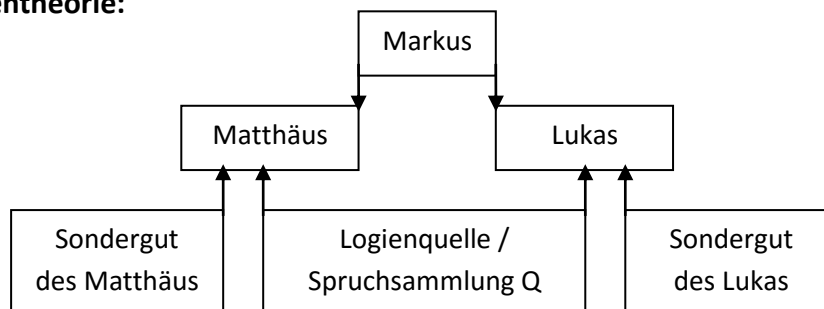 entheorie:
Markus
Matthäus
Lukas
Sondergut
des Matthäus
Logienquelle /
Spruchsammlung Q
Sondergut
des Lukas